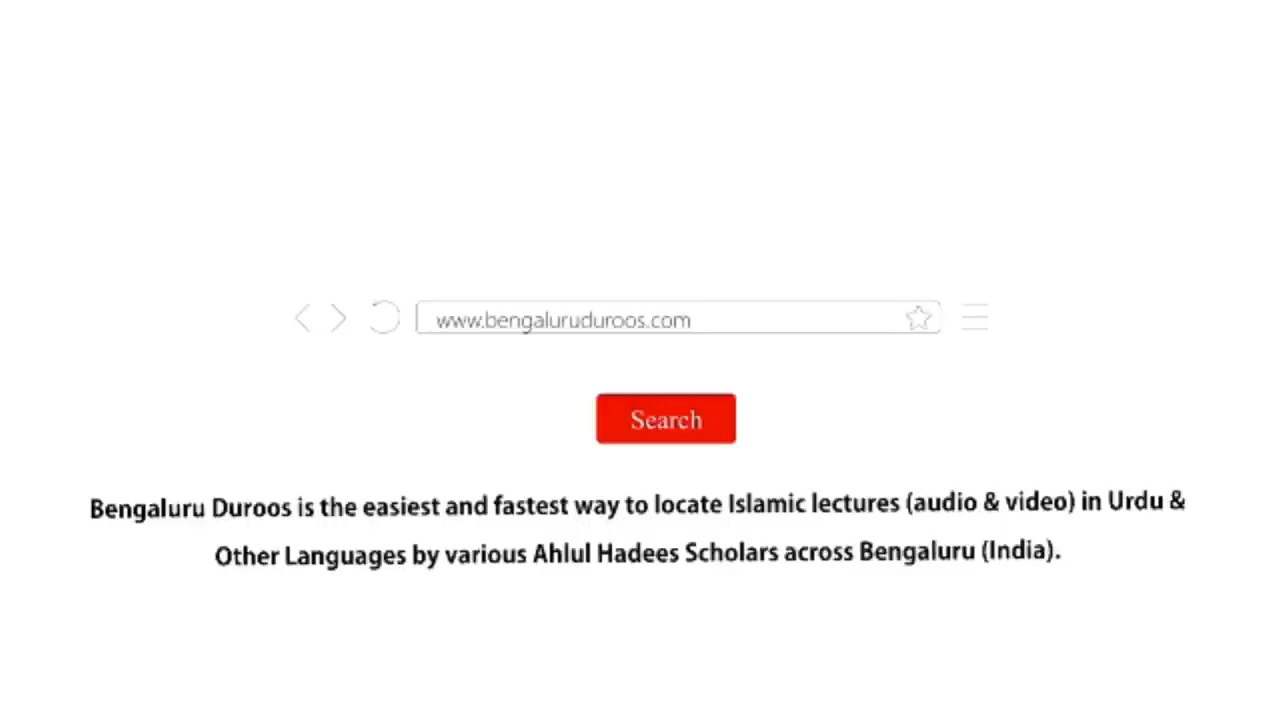 www.bengaluruduroos.com
Search
Bengaluru Duroos is the easiest and fastest way to locate Islamic lectures (audio & video) in Urdu &
Other Languages by various Ahlul Hadees Scholars across Bengaluru (India).